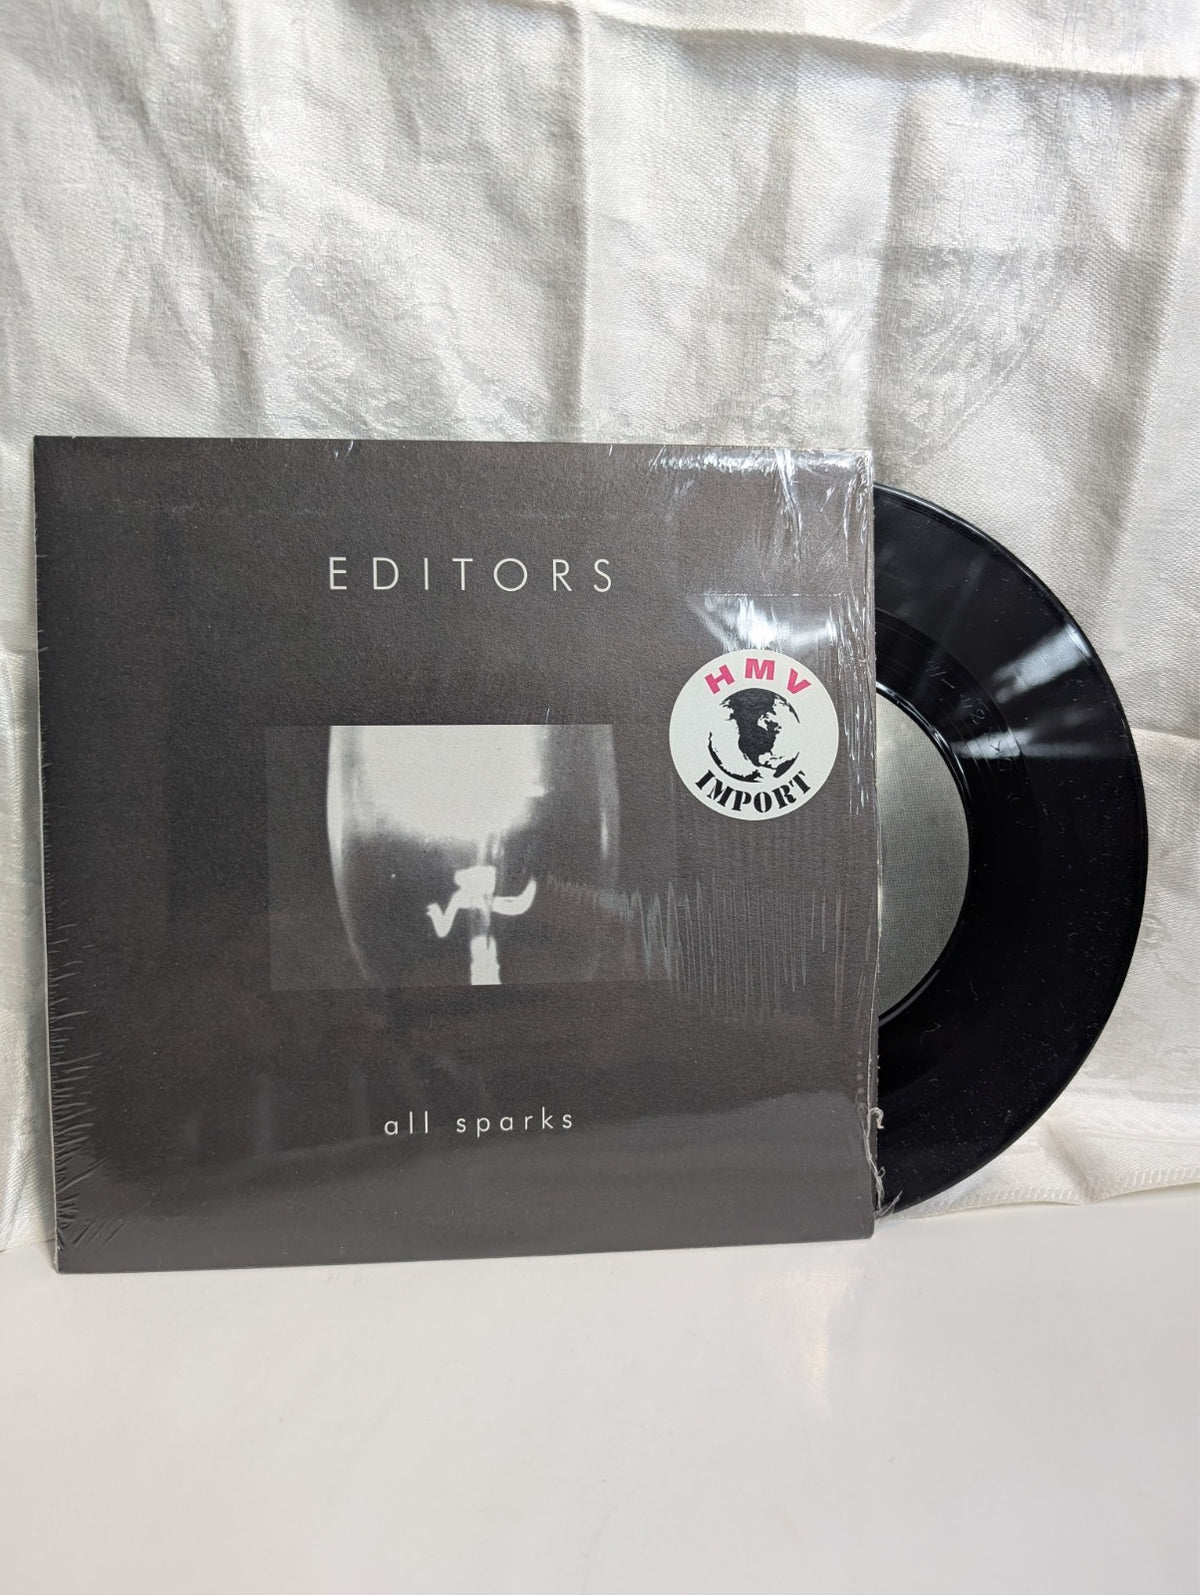 EDITORS
HMV
IMPORT
all sparks